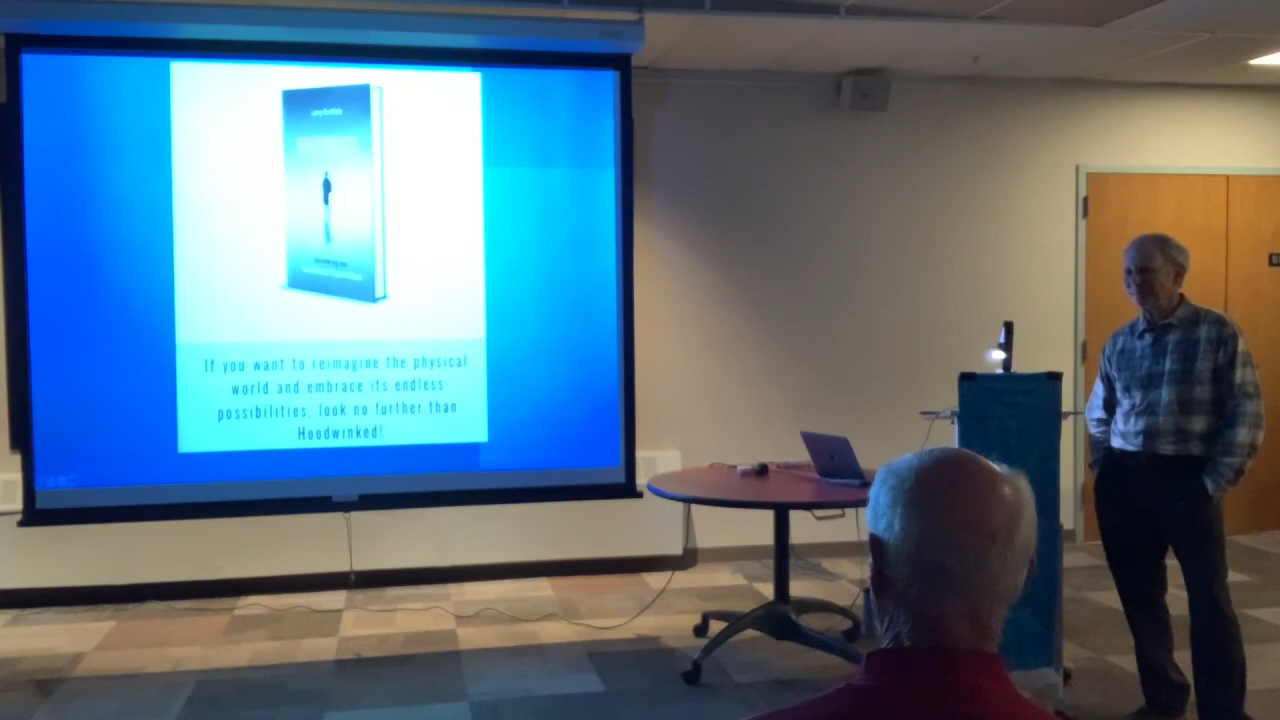 If you want to reimagine the physical
world and embrace its endless
possibilities, look no further than
Hoodwinked!